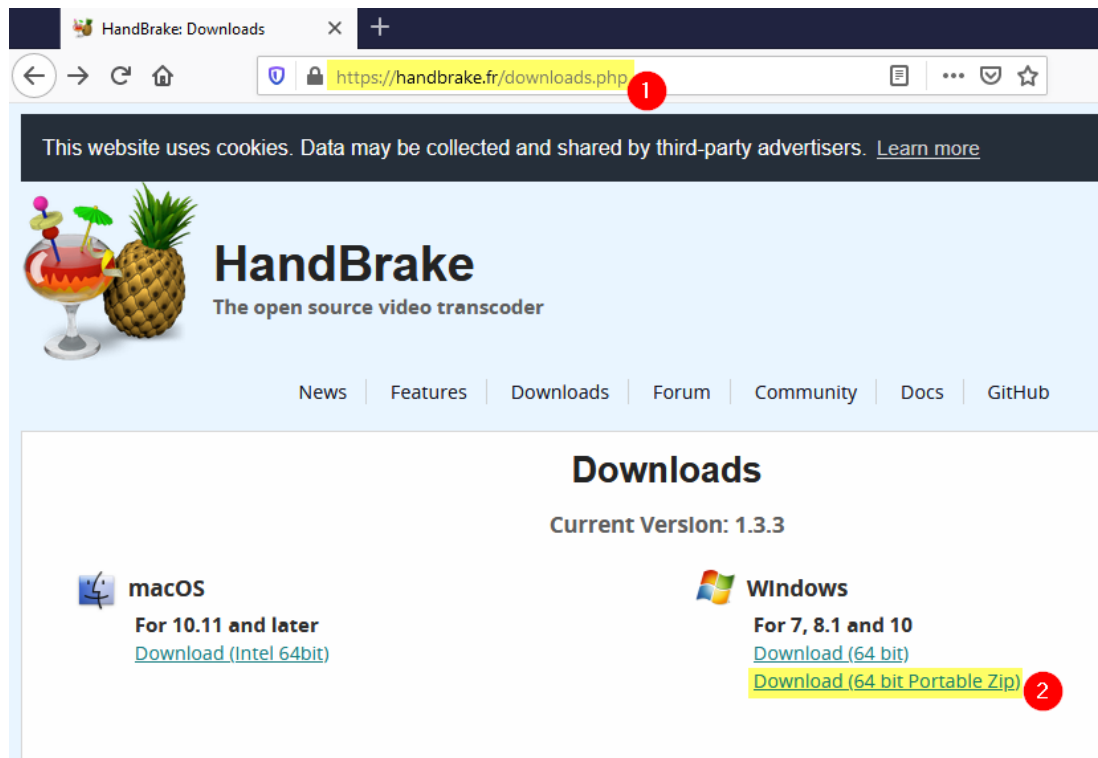 HandBrake: Downloads
https://handbrake.fr/downloads.php
1
This website uses cookies. Data may be collected and shared by third-party advertisers. Learn more
HandBrake
The open source video transcoder
News Features Downloads Forum Community Docs GitHub
Downloads
Current Version: 1.3.3
macOS
For 10.11 and later
Download (Intel 64bit)
Windows
For 7, 8.1 and 10
Download (64 bit)
Download (64 bit Portable Zip)
2